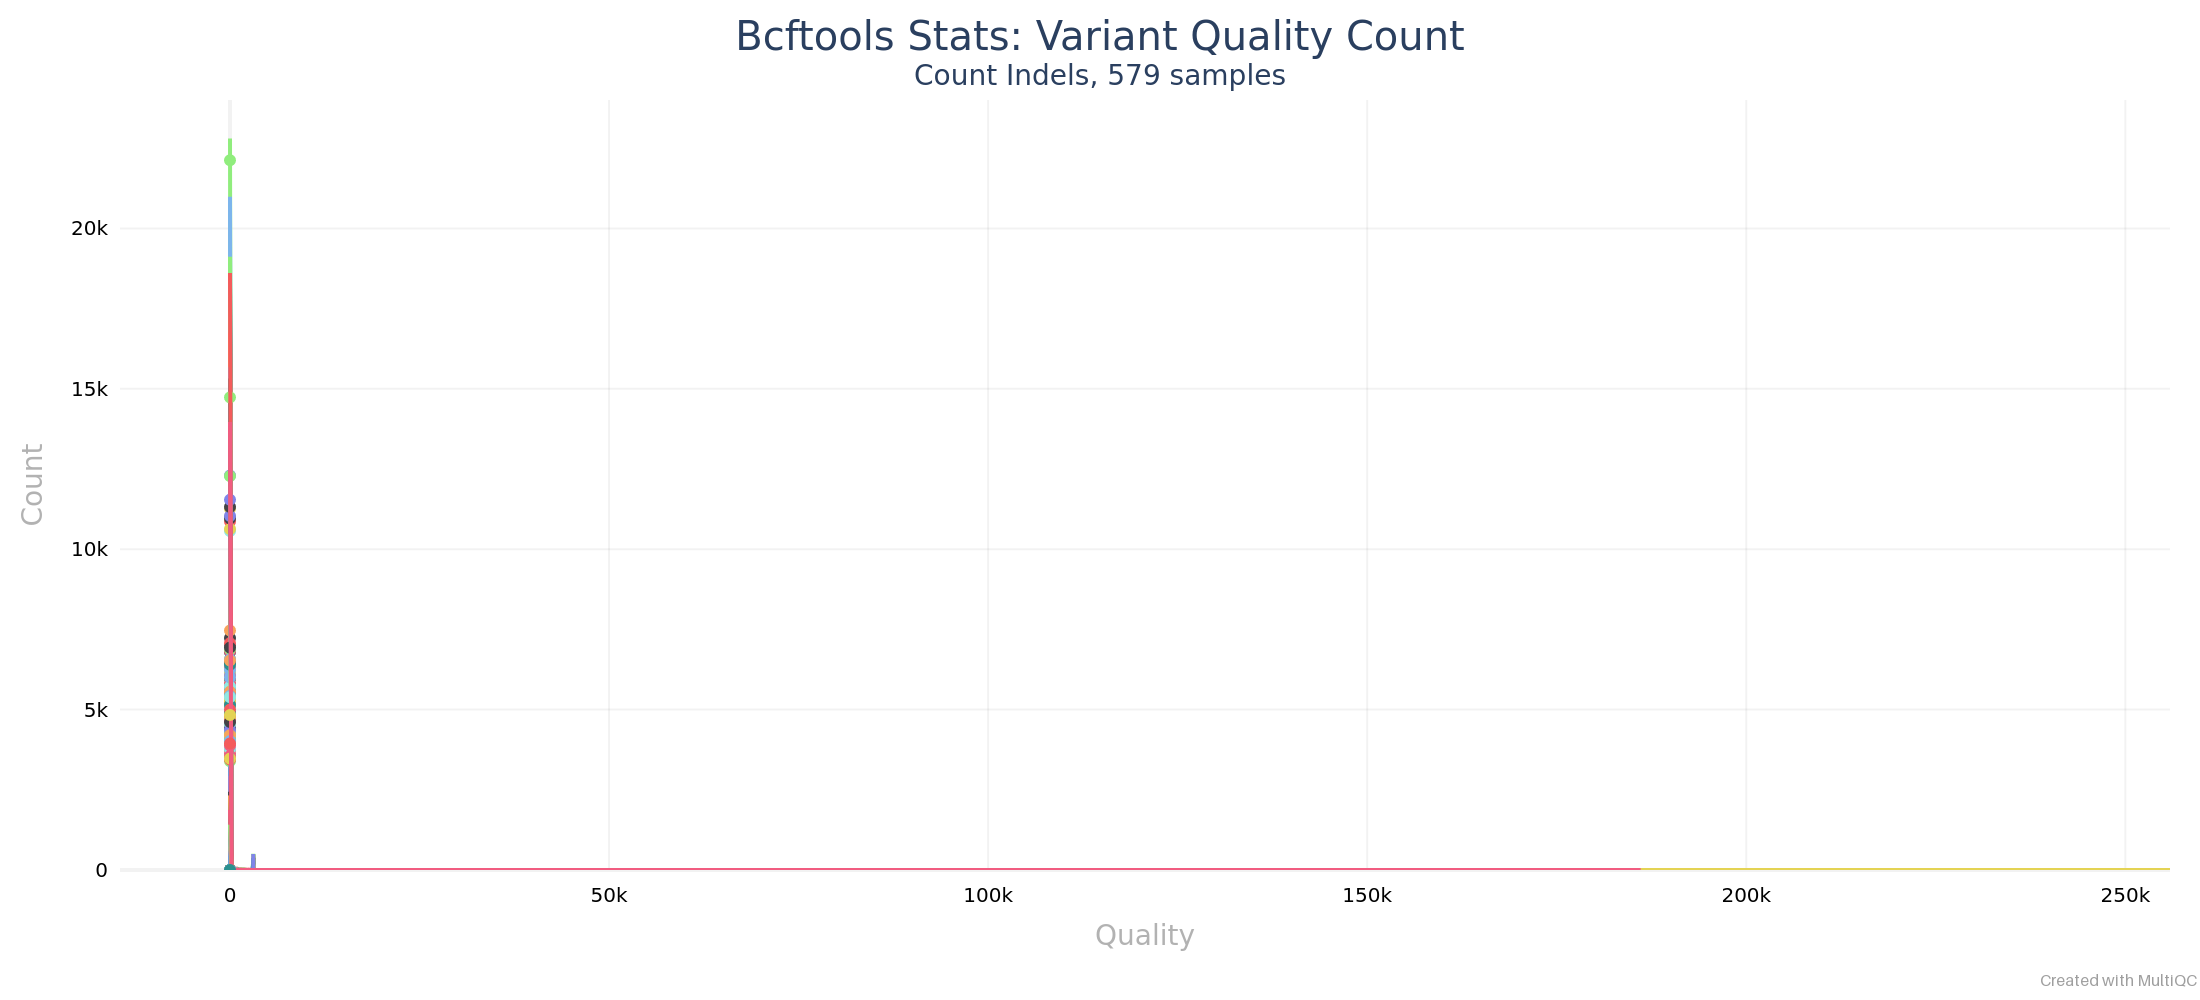 Bcftools Stats: Variant Quality Count
Count Indels, 579 samples
Count
20k
15k
10k
5k
0
0 50k 100k 150k 200k 250k
Quality
Created with MultiQC